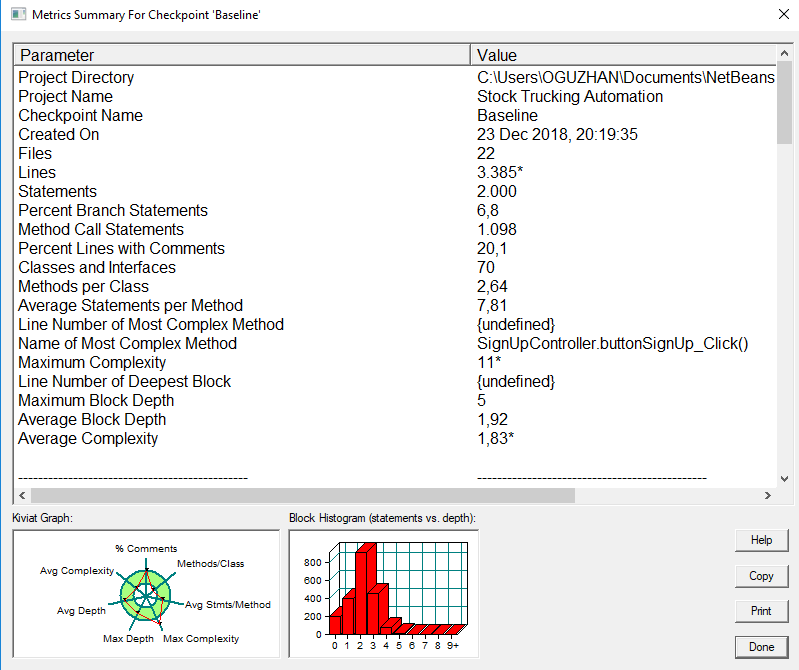 Metrics Summary For Checkpoint 'Baseline'
Parameter Value
Project Directory C:\Users\OGUZHAN\Documents\NetBeans
Project Name Stock Trucking Automation
Checkpoint Name Baseline
Created On 23 Dec 2018, 20:19:35
Files 22
Lines 3.385*
Statements 2.000
Percent Branch Statements 6,8
Method Call Statements 1.098
Percent Lines with Comments 20,1
Classes and Interfaces 70
Methods per Class 2,64
Average Statements per Method 7,81
Line Number of Most Complex Method {undefined}
Name of Most Complex Method SignUpController.buttonSignUp_Click()
Maximum Complexity 11*
Line Number of Deepest Block {undefined}
Maximum Block Depth 5
Average Block Depth 1,92
Average Complexity 1,83*
---------------------------------------------- ----------------------------------------------
Kiviat Graph:
% Comments
Methods/Class
Avg Complexity
Avg Stmts/Method
Avg Depth
Max Depth
Max Complexity
Block Histogram (statements vs. depth):
800
600
400
200
0
0 1 2 3 4 5 6 7 8 9+
Help
Copy
Print
Done